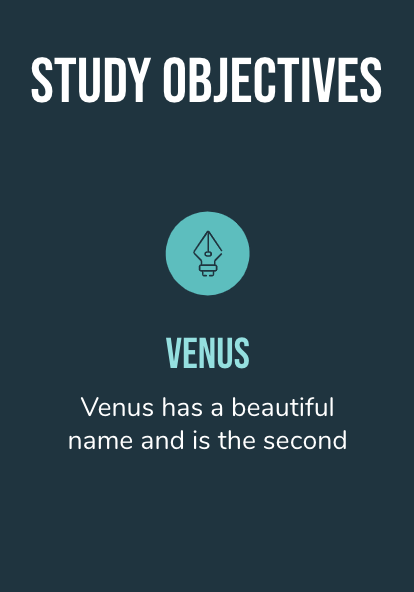 STUDY OBJECTIVES
VENUS
Venus has a beautiful
name and is the second